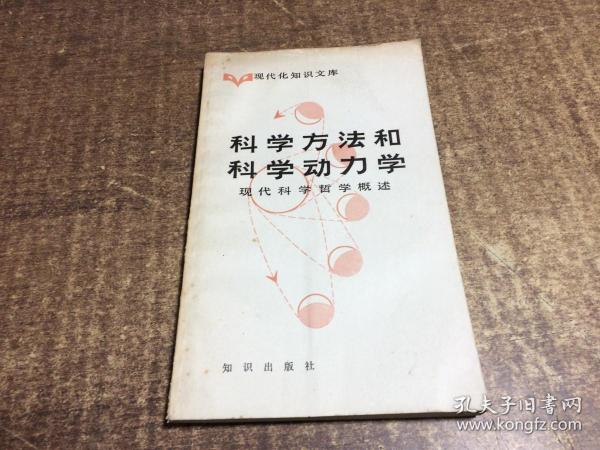 现代化知识文库
科学方法和
科学动力学
现代科学哲学概述
知识出版社
孔夫子旧书网
www.kongfz.com